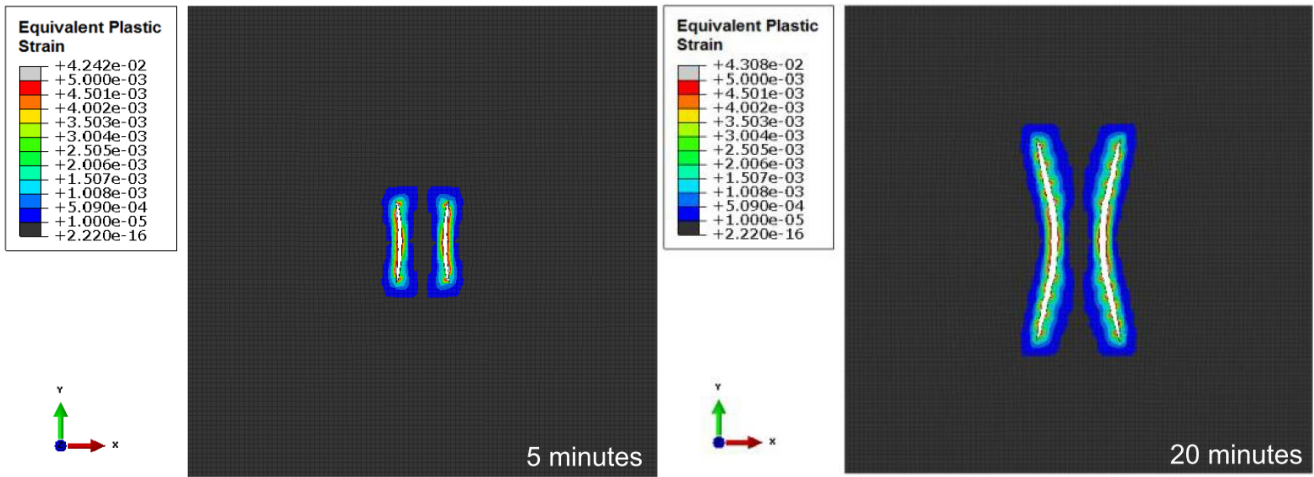 Equivalent Plastic
Strain
+4.242e-02
+5.000e-03
+4.501e-03
+4.002e-03
+3.503e-03
+3.004e-03
+2.505e-03
+2.006e-03
+1.507e-03
+1.008e-03
+5.090e-04
+1.000e-05
+2.220e-16
Y
X
5 minutes
Equivalent Plastic
Strain
+4.308e-02
+5.000e-03
+4.501e-03
+4.002e-03
+3.503e-03
+3.004e-03
+2.505e-03
+2.006e-03
+1.507e-03
+1.008e-03
+5.090e-04
+1.000e-05
+2.220e-16
Y
X
20 minutes